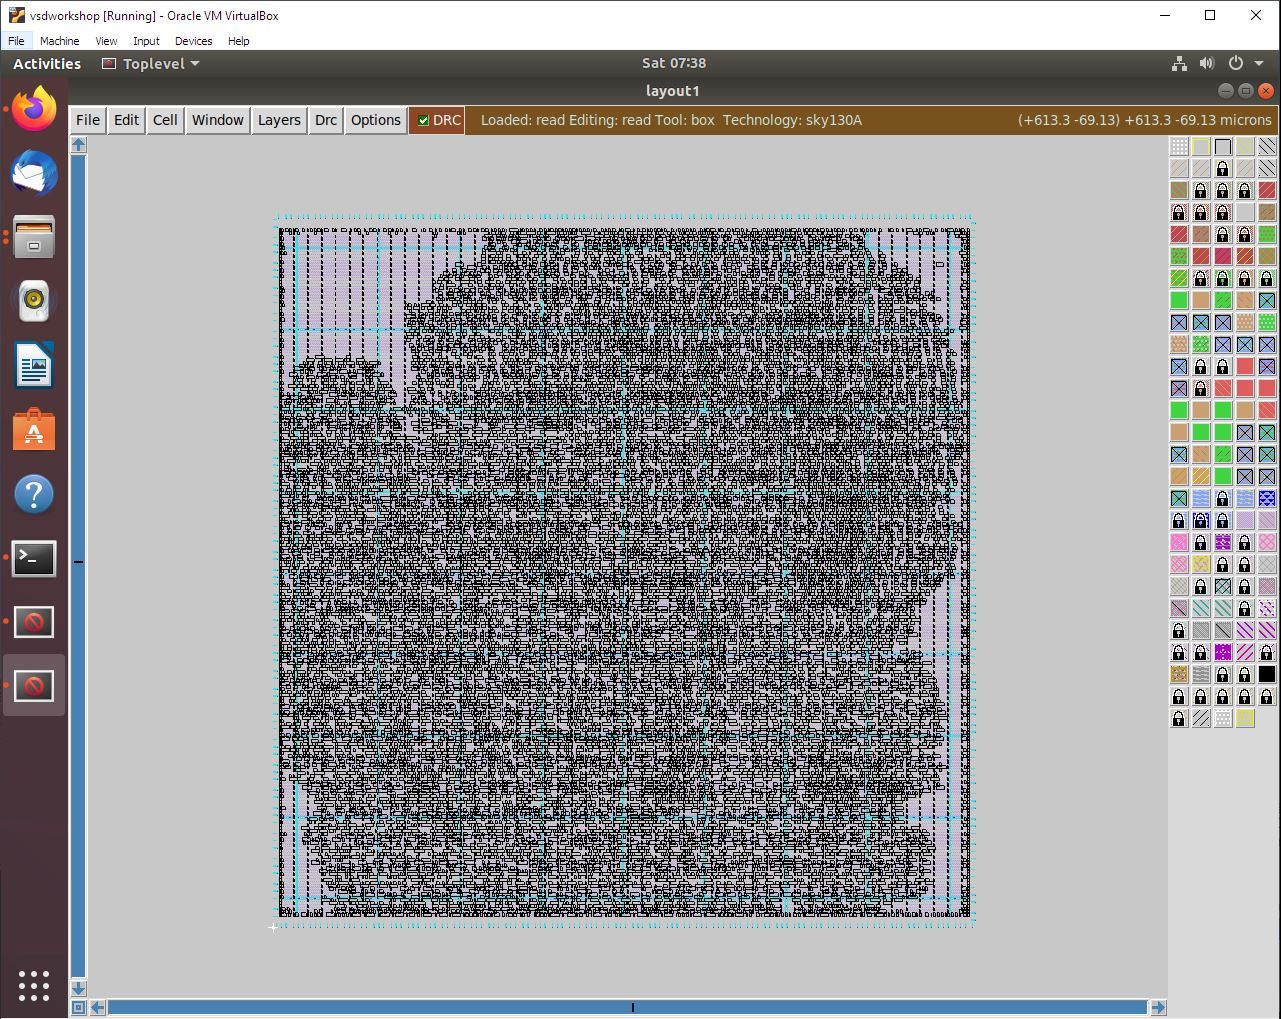 vsdworkshop [Running] - Oracle VM VirtualBox
File Machine View Input Devices Help
Activities Toplevel Sat 07:38
layout1
File Edit Cell Window Layers Drc Options DRC Loaded: read Editing: read Tool: box Technology: sky130A (+613.3 -69.13) +613.3 -69.13 microns